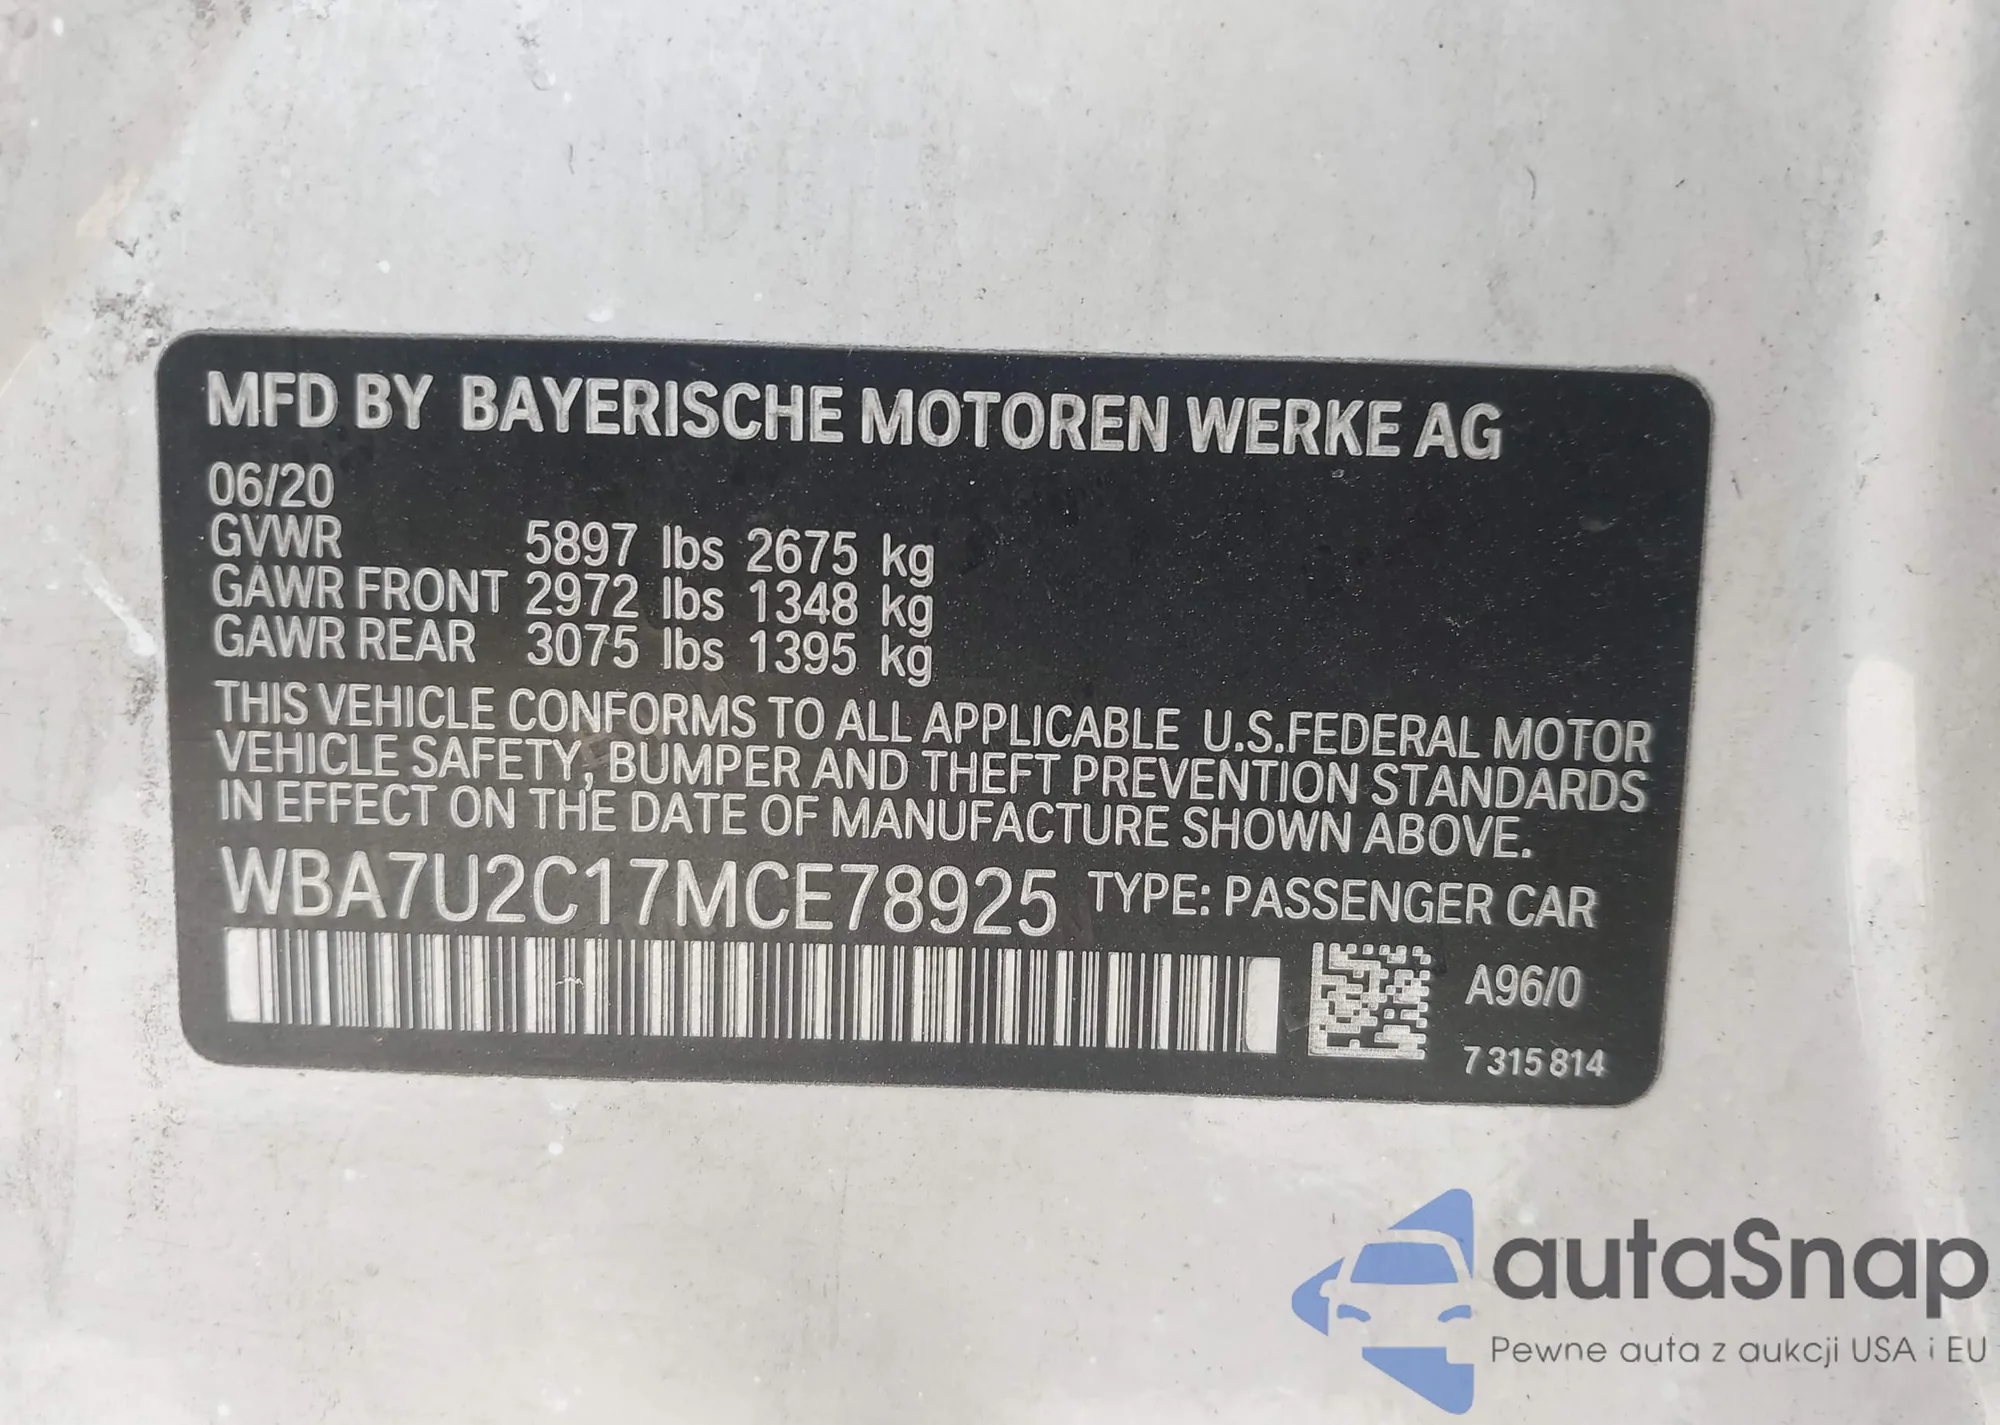 MFD BY BAYERISCHE MOTOREN WERKE AG
06/20
GVWR 5897 lbs 2675 kg
GAWR FRONT 2972 lbs 1348 kg
GAWR REAR 3075 lbs 1395 kg
THIS VEHICLE CONFORMS TO ALL APPLICABLE U.S.FEDERAL MOTOR
VEHICLE SAFETY, BUMPER AND THEFT PREVENTION STANDARDS
IN EFFECT ON THE DATE OF MANUFACTURE SHOWN ABOVE.
WBA7U2C17MCE78925 TYPE: PASSENGER CAR
A96/0
7 315 814
autaSnap
Pewne auta z aukcji USA i EU